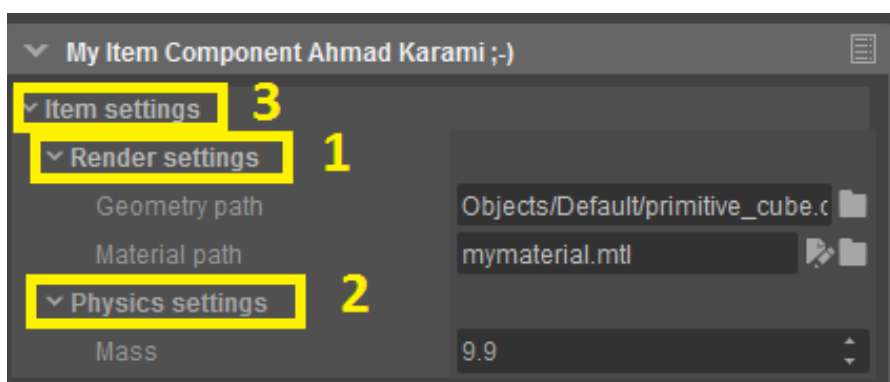 My Item Component Ahmad Karami ;-)
Item settings 3
Render settings 1
Geometry path Objects/Default/primitive_cube.c
Material path mymaterial.mtl
Physics settings 2
Mass 9.9